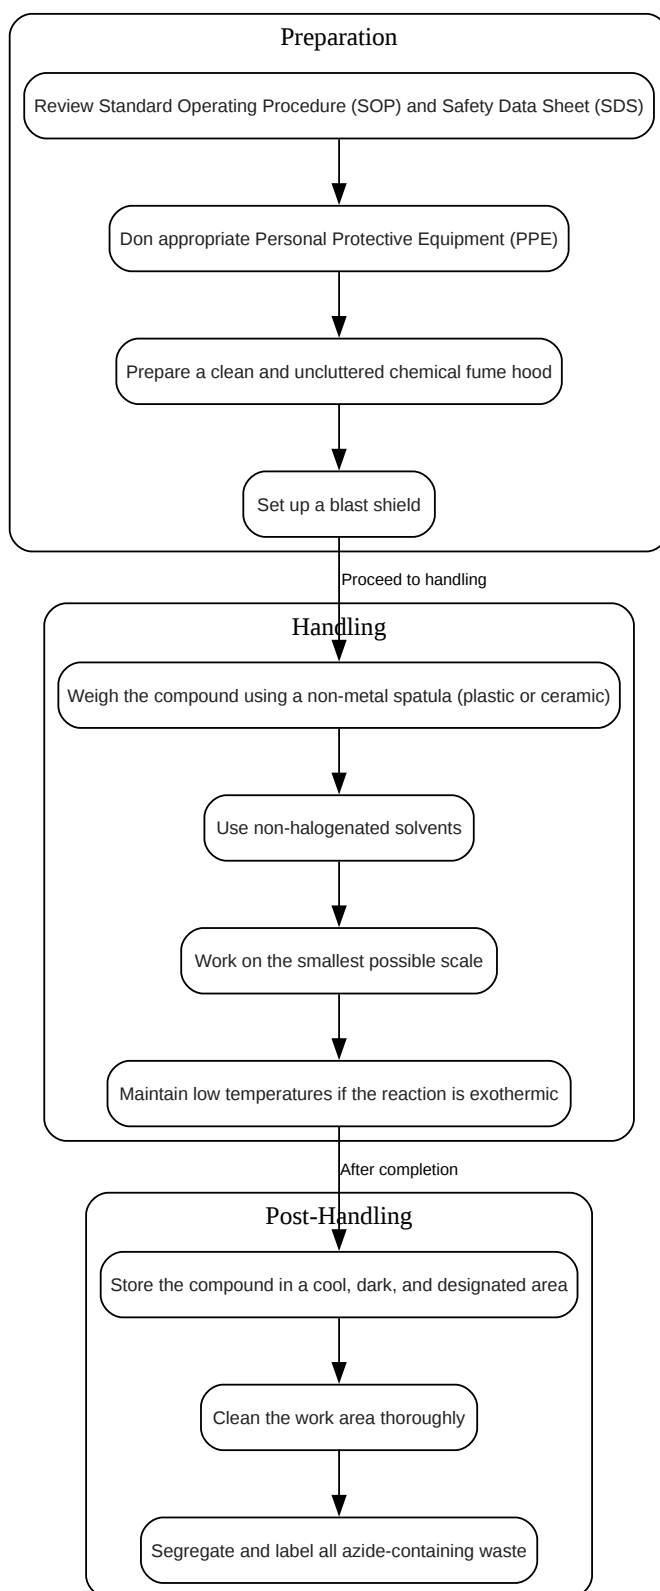 Preparation
Review Standard Operating Procedure (SOP) and Safety Data Sheet (SDS)
Don appropriate Personal Protective Equipment (PPE)
Prepare a clean and uncluttered chemical fume hood
Set up a blast shield
Proceed to handling
Handling
Weigh the compound using a non-metal spatula (plastic or ceramic)
Use non-halogenated solvents
Work on the smallest possible scale
Maintain low temperatures if the reaction is exothermic
After completion
Post-Handling
Store the compound in a cool, dark, and designated area
Clean the work area thoroughly
Segregate and label all azide-containing waste